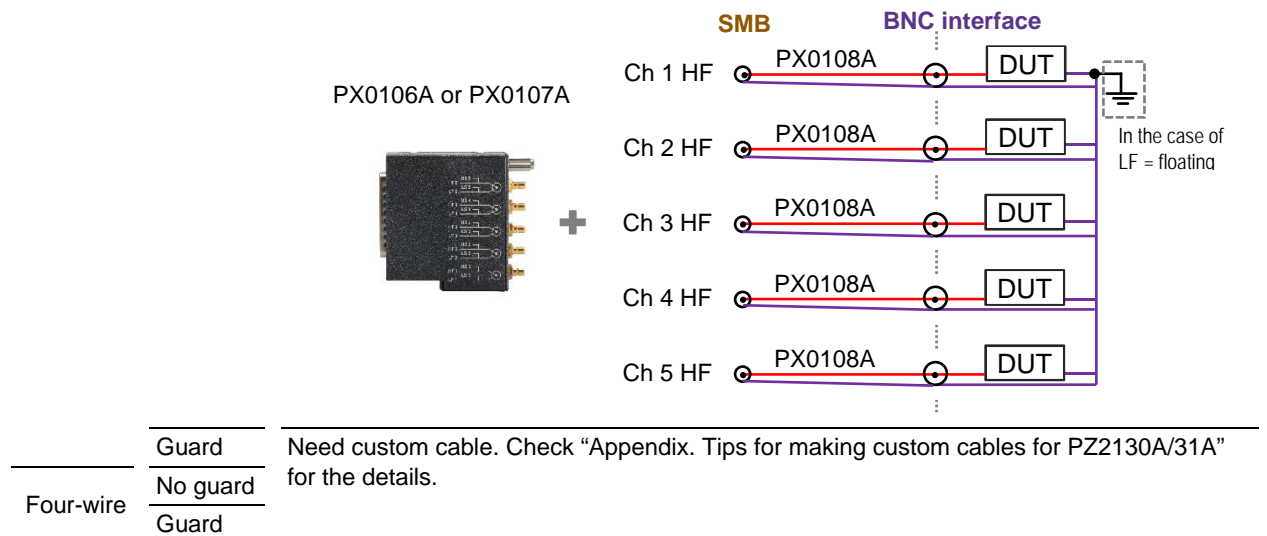 SMB
BNC interface
Ch 1 HF
PX0108A
DUT
PX0106A or PX0107A
In the case of
LF = floating
Ch 2 HF
PX0108A
DUT
Ch 3 HF
PX0108A
DUT
Ch 4 HF
PX0108A
DUT
Ch 5 HF
PX0108A
DUT
Guard
Need custom cable. Check “Appendix. Tips for making custom cables for PZ2130A/31A”
for the details.
Four-wire
No guard
Guard